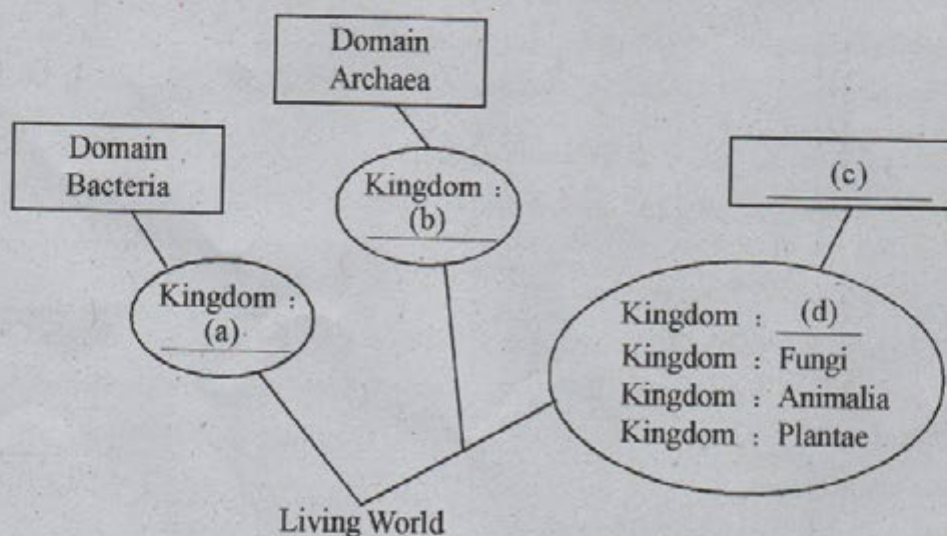 Domain
Archaea
Domain
Bacteria
Kingdom :
(b)
(c)
Kingdom :
(a)
Kingdom : (d)
Kingdom : Fungi
Kingdom : Animalia
Kingdom : Plantae
Living World